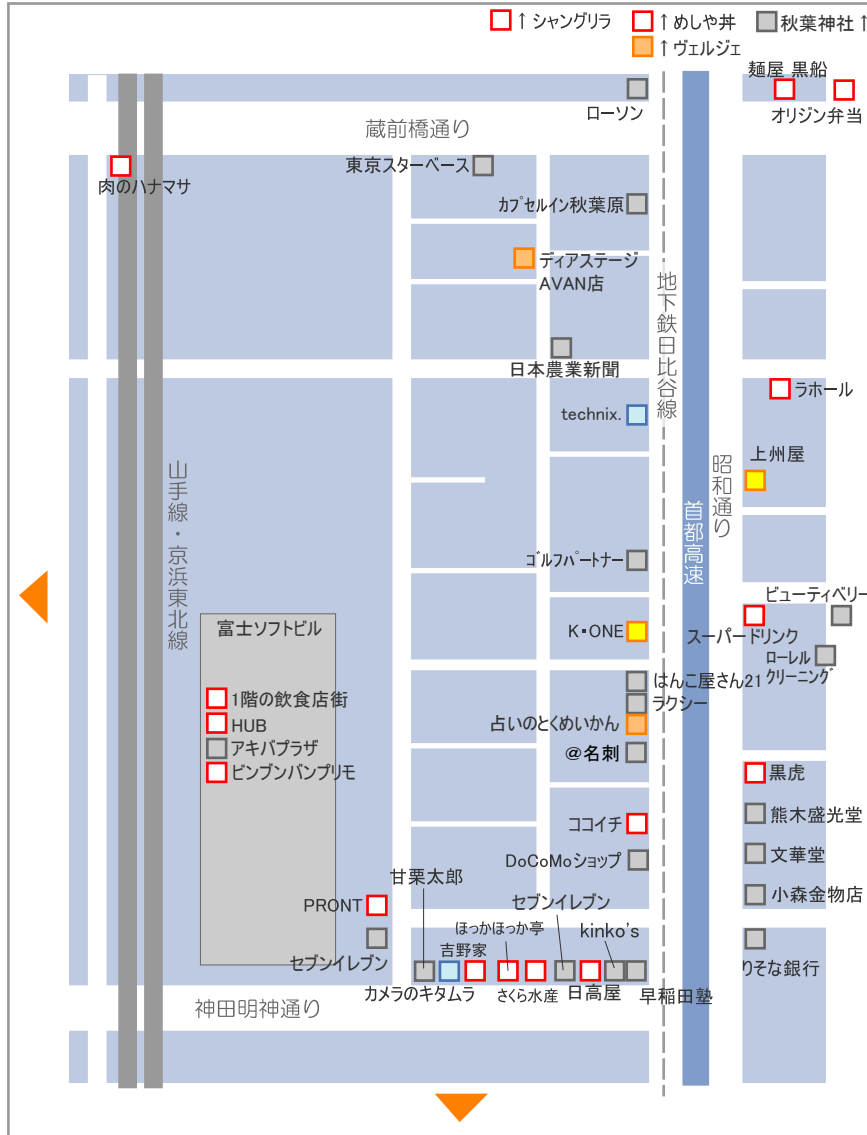 ↑シャングリラ
↑めしや丼
秋葉神社↑
↑ヴェルジェ
麺屋 黒船
ローソン
オリジン弁当
蔵前橋通り
東京スターベース
肉のハナマサ
カプセルイン秋葉原
ディアステージ
AVAN店
地下鉄日比谷線
日本農業新聞
ラホール
technix.
上州屋
昭和通り
山手線・京浜東北線
首都高速
ゴルフパートナー
ビューティベリー
富士ソフトビル
K・ONE
スーパードリンク
ローレル
クリーニング
はんこ屋さん21
1階の飲食店街
ラクシー
HUB
占いのとくめいかん
アキバプラザ
@名刺
ビンブンバンプリモ
黒虎
熊木盛光堂
ココイチ
文華堂
DoCoMoショップ
甘栗太郎
小森金物店
PRONT
セブンイレブン
ほっかほっか亭
kinko's
吉野家
セブンイレブン
りそな銀行
カメラのキタムラ
さくら水産
日高屋
早稲田塾
神田明神通り